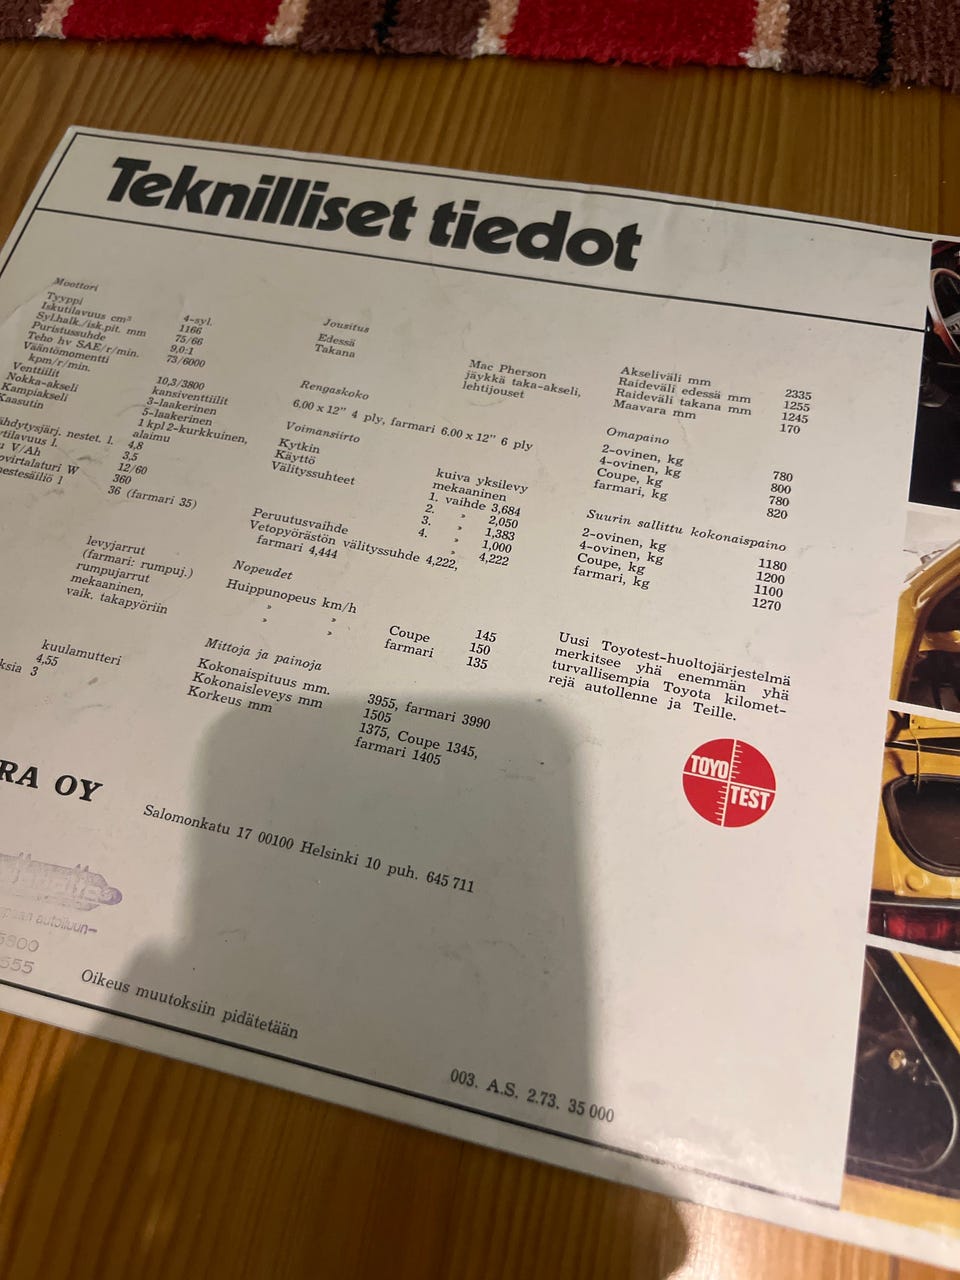 Teknilliset tiedot
Moottori
Tyyppi 4-syl.
Iskutilavuus cm³ 1166
Syl.halk./isk.pit. mm 75/66
Puristussuhde 9,0:1
Teho hv SAE/r/min. 73/6000
Vääntömomentti
kpm/r/min. 10,3/3800
Venttiilit kansiventtiilit
Nokka-akseli 3-laakerinen
Kampiakseli 5-laakerinen
Kaasutin 1 kpl 2-kurkkuinen,
alaimu
nestet. l. 4,8
l. 3,5
V/Ah 12/60
W 360
l 36 (farmari 35)
levyjarrut
(farmari: rumpuj.)
rumpujarrut
mekaaninen,
vaik. takapyöriin
kuulamutteri
4,55
3
Jousitus
Edessä Mac Pherson
Takana jäykkä taka-akseli,
lehtijouset
Rengaskoko
6.00 x 12" 4 ply, farmari 6.00 x 12" 6 ply
Voimansiirto
Kytkin kuiva yksilevy
Käyttö mekaaninen
Välityssuhteet 1. vaihde 3,684
2. » 2,050
3. » 1,383
4. » 1,000
Peruutusvaihde » 4,222
Vetopyörästön välityssuhde 4,222,
farmari 4,444
Nopeudet
Huippunopeus km/h 145
» » Coupe 150
» » farmari 135
Mittoja ja painoja
Kokonaispituus mm. 3955, farmari 3990
Kokonaisleveys mm 1505
Korkeus mm 1375, Coupe 1345,
farmari 1405
Akseliväli mm 2335
Raideväli edessä mm 1255
Raideväli takana mm 1245
Maavara mm 170
Omapaino
2-ovinen, kg 780
4-ovinen, kg 800
Coupe, kg 780
farmari, kg 820
Suurin sallittu kokonaispaino
2-ovinen, kg 1180
4-ovinen, kg 1200
Coupe, kg 1100
farmari, kg 1270
Uusi Toyotest-huoltojärjestelmä
merkitsee yhä enemmän yhä
turvallisempia Toyota kilomet-
rejä autollenne ja Teille.
TOYO
TEST
OY
Salomonkatu 17 00100 Helsinki 10 puh. 645 711
autoiluun-
Oikeus muutoksiin pidätetään
003. A.S. 2.73. 35 000